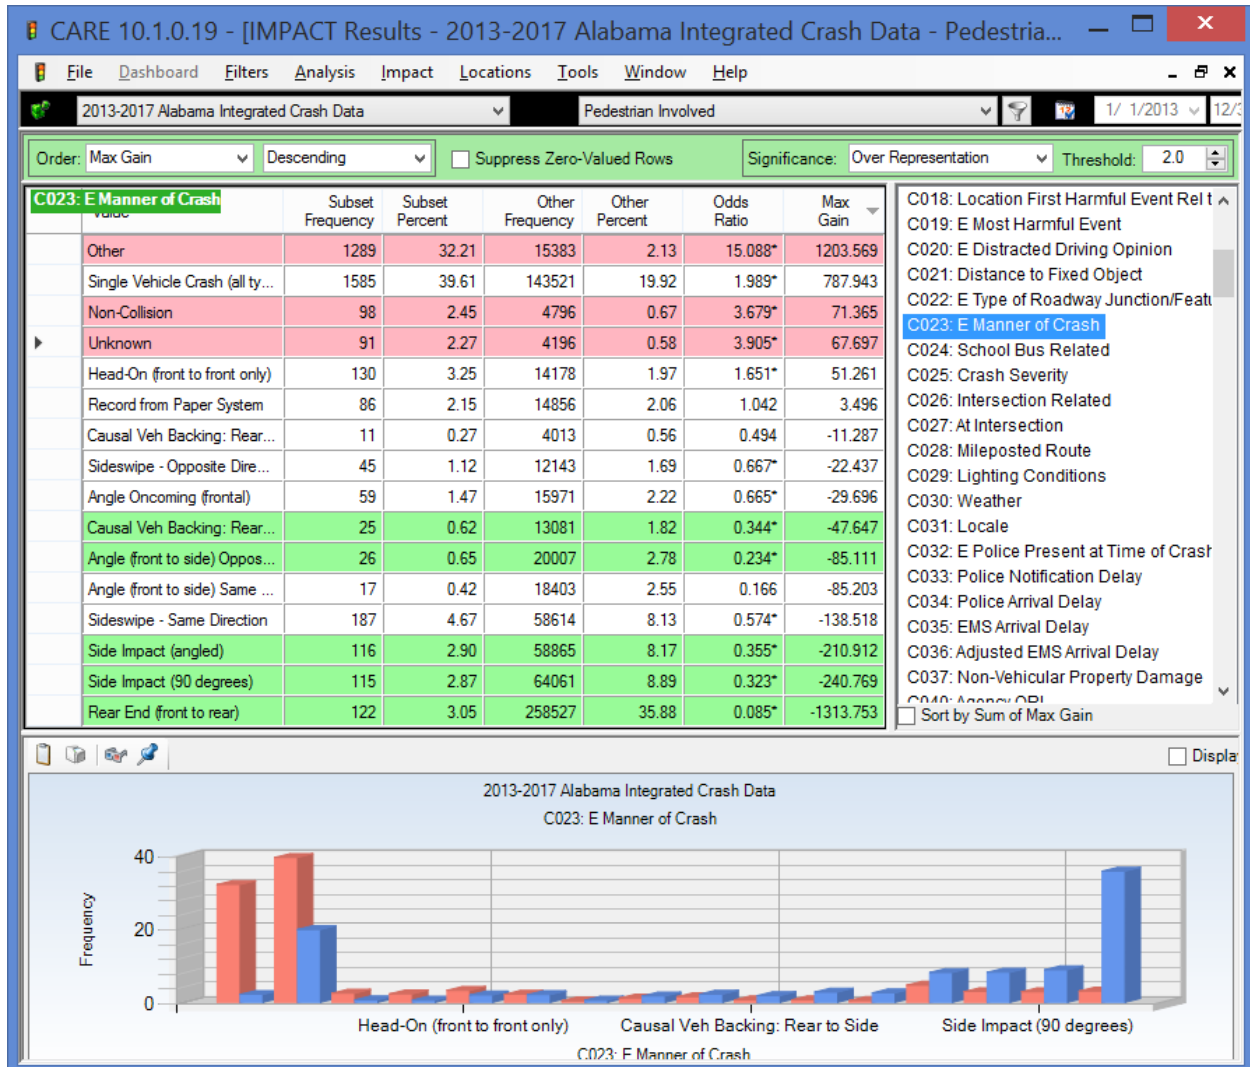 CARE 10.1.0.19 - [IMPACT Results - 2013-2017 Alabama Integrated Crash Data - Pedestria...
File Dashboard Filters Analysis Impact Locations Tools Window Help
2013-2017 Alabama Integrated Crash Data Pedestrian Involved 1/ 1/2013 12/3
Order: Max Gain Descending Suppress Zero-Valued Rows Significance: Over Representation Threshold: 2.0
C023: E Manner of Crash
Subset Frequency Subset Percent Other Frequency Other Percent Odds Ratio Max Gain
Other 1289 32.21 15383 2.13 15.088* 1203.569
Single Vehicle Crash (all ty... 1585 39.61 143521 19.92 1.989* 787.943
Non-Collision 98 2.45 4796 0.67 3.679* 71.365
Unknown 91 2.27 4196 0.58 3.905* 67.697
Head-On (front to front only) 130 3.25 14178 1.97 1.651* 51.261
Record from Paper System 86 2.15 14856 2.06 1.042 3.496
Causal Veh Backing: Rear... 11 0.27 4013 0.56 0.494 -11.287
Sideswipe - Opposite Dire... 45 1.12 12143 1.69 0.667* -22.437
Angle Oncoming (frontal) 59 1.47 15971 2.22 0.665* -29.696
Causal Veh Backing: Rear... 25 0.62 13081 1.82 0.344* -47.647
Angle (front to side) Oppos... 26 0.65 20007 2.78 0.234* -85.111
Angle (front to side) Same ... 17 0.42 18403 2.55 0.166 -85.203
Sideswipe - Same Direction 187 4.67 58614 8.13 0.574* -138.518
Side Impact (angled) 116 2.90 58865 8.17 0.355* -210.912
Side Impact (90 degrees) 115 2.87 64061 8.89 0.323* -240.769
Rear End (front to rear) 122 3.05 258527 35.88 0.085* -1313.753
C018: Location First Harmful Event Rel t
C019: E Most Harmful Event
C020: E Distracted Driving Opinion
C021: Distance to Fixed Object
C022: E Type of Roadway Junction/Featu
C023: E Manner of Crash
C024: School Bus Related
C025: Crash Severity
C026: Intersection Related
C027: At Intersection
C028: Mileposted Route
C029: Lighting Conditions
C030: Weather
C031: Locale
C032: E Police Present at Time of Crash
C033: Police Notification Delay
C034: Police Arrival Delay
C035: EMS Arrival Delay
C036: Adjusted EMS Arrival Delay
C037: Non-Vehicular Property Damage
C040: Agency ORI
Sort by Sum of Max Gain
Display
2013-2017 Alabama Integrated Crash Data
C023: E Manner of Crash
40
20
0
Frequency
Head-On (front to front only) Causal Veh Backing: Rear to Side Side Impact (90 degrees)
C023: E Manner of Crash